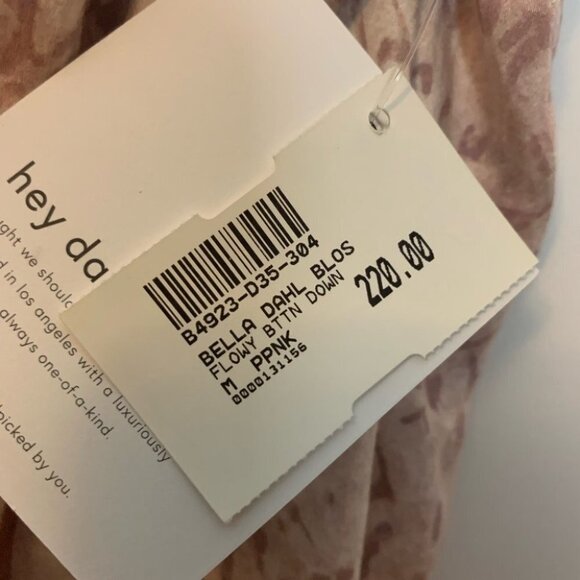 hey da
ght we should
d in los angeles with a luxuriously
always one-of-a-kind.
picked by you.
B4923-D35-304
BELLA DAHL BLOS
FLOWY BTTN DOWN
M PPNK
0000131156
220.00